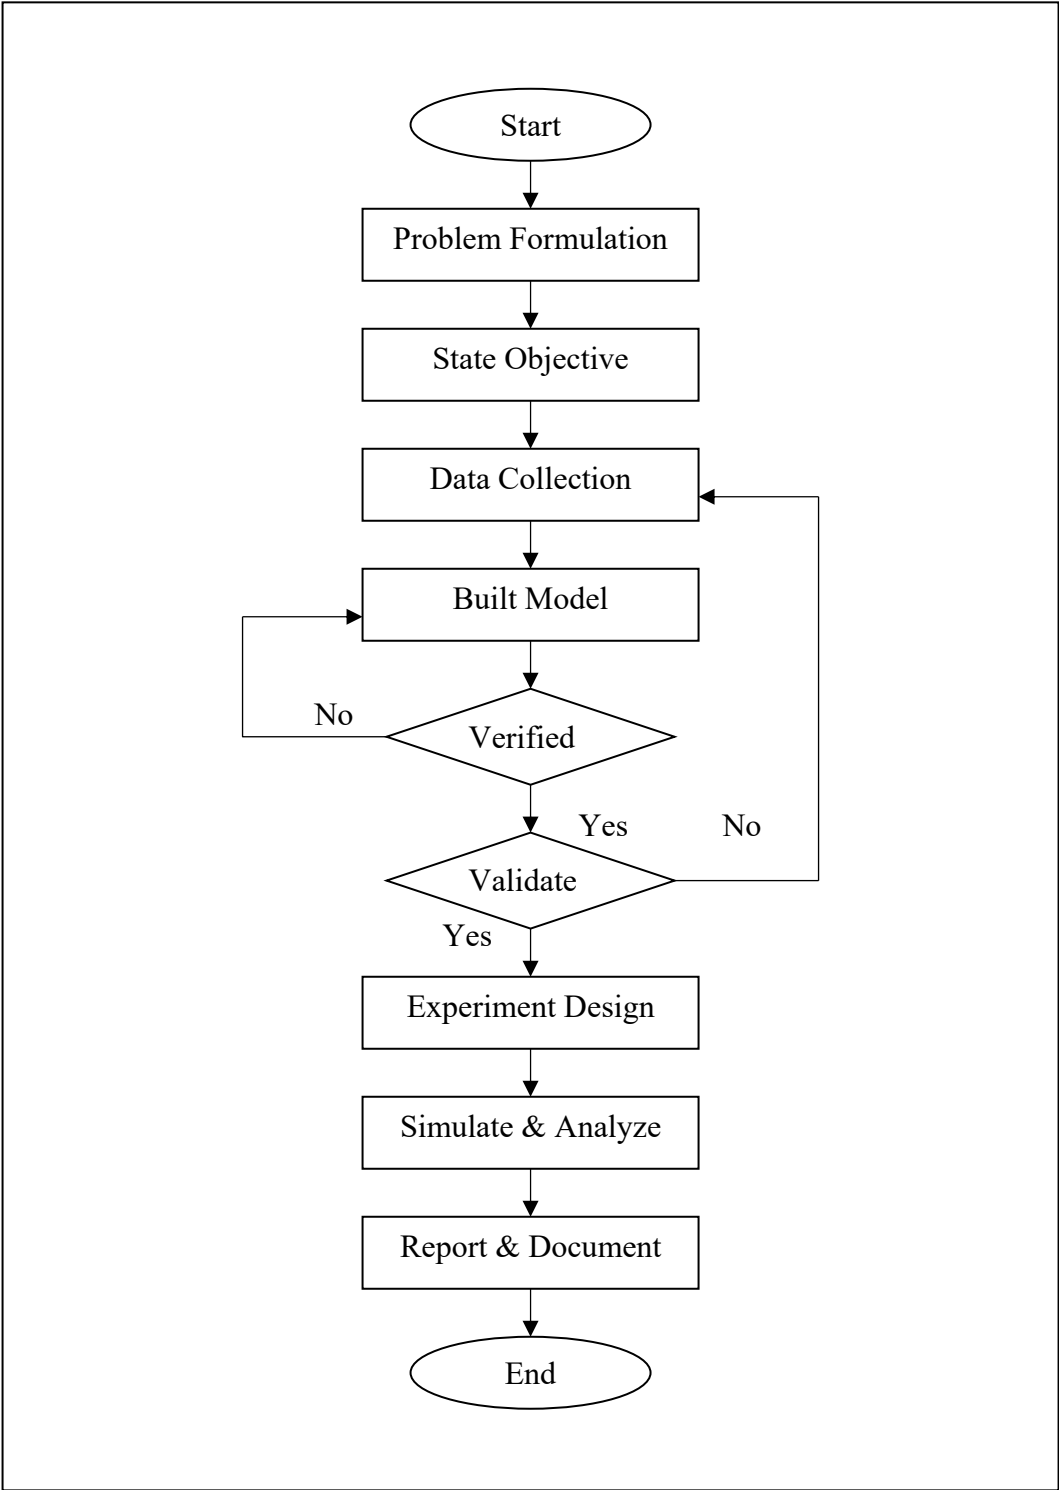 Start
Problem Formulation
State Objective
Data Collection
Built Model
No
Verified
Yes
No
Validate
Yes
Experiment Design
Simulate & Analyze
Report & Document
End